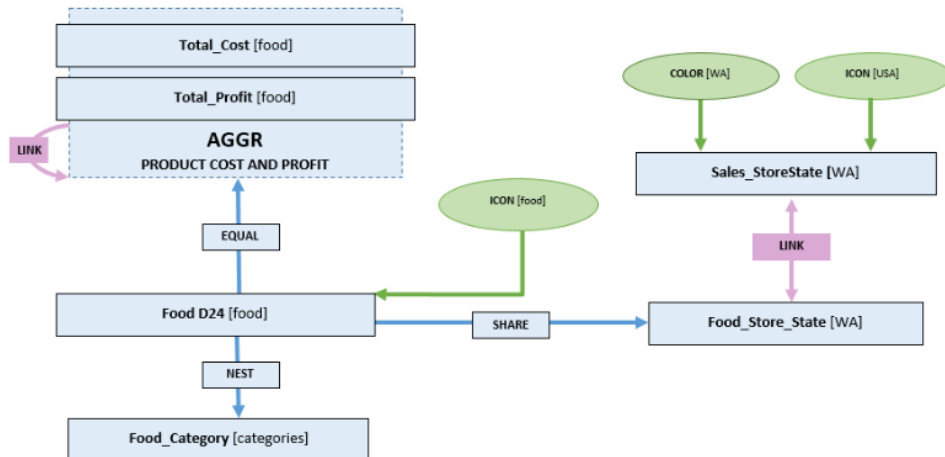 Total_Cost [food]
Total_Profit [food]
LINK
AGGR
PRODUCT COST AND PROFIT
COLOR [WA]
ICON [USA]
Sales_StoreState [WA]
ICON [food]
EQUAL
LINK
Food D24 [food]
SHARE
Food_Store_State [WA]
NEST
Food_Category [categories]